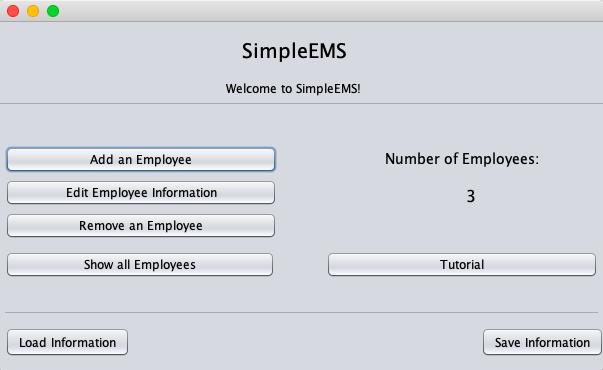 SimpleEMS
Welcome to SimpleEMS!
Add an Employee
Edit Employee Information
Remove an Employee
Show all Employees
Number of Employees:
3
Tutorial
Load Information
Save Information